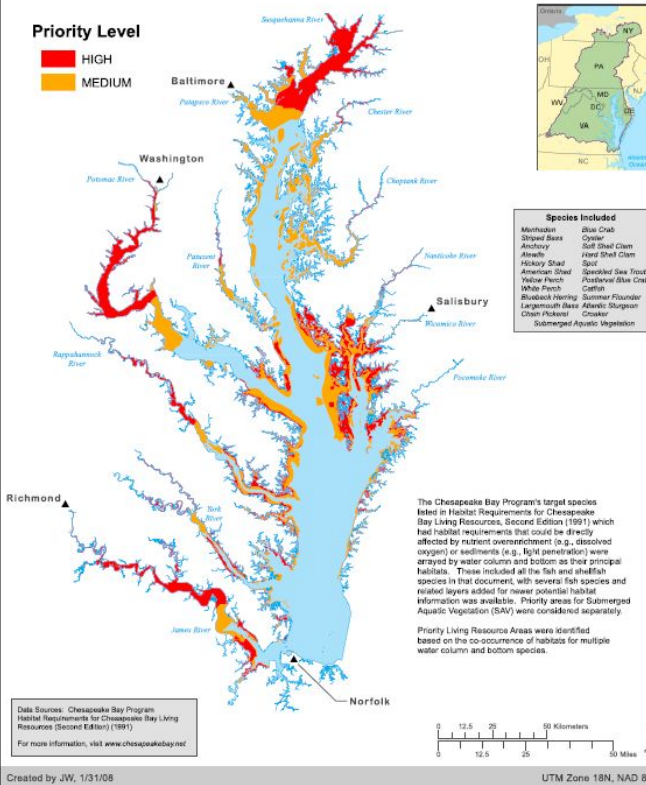 Priority Level
HIGH
MEDIUM
Susquehanna River
Baltimore
Patapsco River
Chester River
Washington
Potomac River
Choptank River
Patuxent
River
Nanticoke River
Salisbury
Wicomico River
Rappahannock
River
Pocomoke River
Richmond
York
River
James River
Norfolk
Ontario
NY
OH
PA
NJ
MD
DC
DE
WV
VA
NC
Atlantic
Ocean
Species Included
Menhaden Blue Crab
Striped Bass Oyster
Anchovy Soft Shell Clam
Alewife Hard Shell Clam
Hickory Shad Spot
American Shad Speckled Sea Trout
Yellow Perch Postlarval Blue Crab
White Perch Catfish
Blueback Herring Summer Flounder
Largemouth Bass Atlantic Sturgeon
Chain Pickerel Croaker
Submerged Aquatic Vegetation
The Chesapeake Bay Program's target species
listed in Habitat Requirements for Chesapeake
Bay Living Resources, Second Edition (1991) which
had habitat requirements that could be directly
affected by nutrient overenrichment (e.g., dissolved
oxygen) or sediments (e.g., light penetration) were
arrayed by water column and bottom as their principal
habitats. These included all the fish and shellfish
species in that document, with several fish species and
related layers added for newer potential habitat
information was available. Priority areas for Submerged
Aquatic Vegetation (SAV) were considered separately.
Priority Living Resource Areas were identified
based on the co-occurrence of habitats for multiple
water column and bottom species.
Data Sources: Chesapeake Bay Program
Habitat Requirements for Chesapeake Bay Living
Resources (Second Edition) (1991)
For more information, visit www.chesapeakebay.net
0 12.5 25 50 Kilometers
0 12.5 25 50 Miles
Created by JW, 1/31/08
UTM Zone 18N, NAD 8